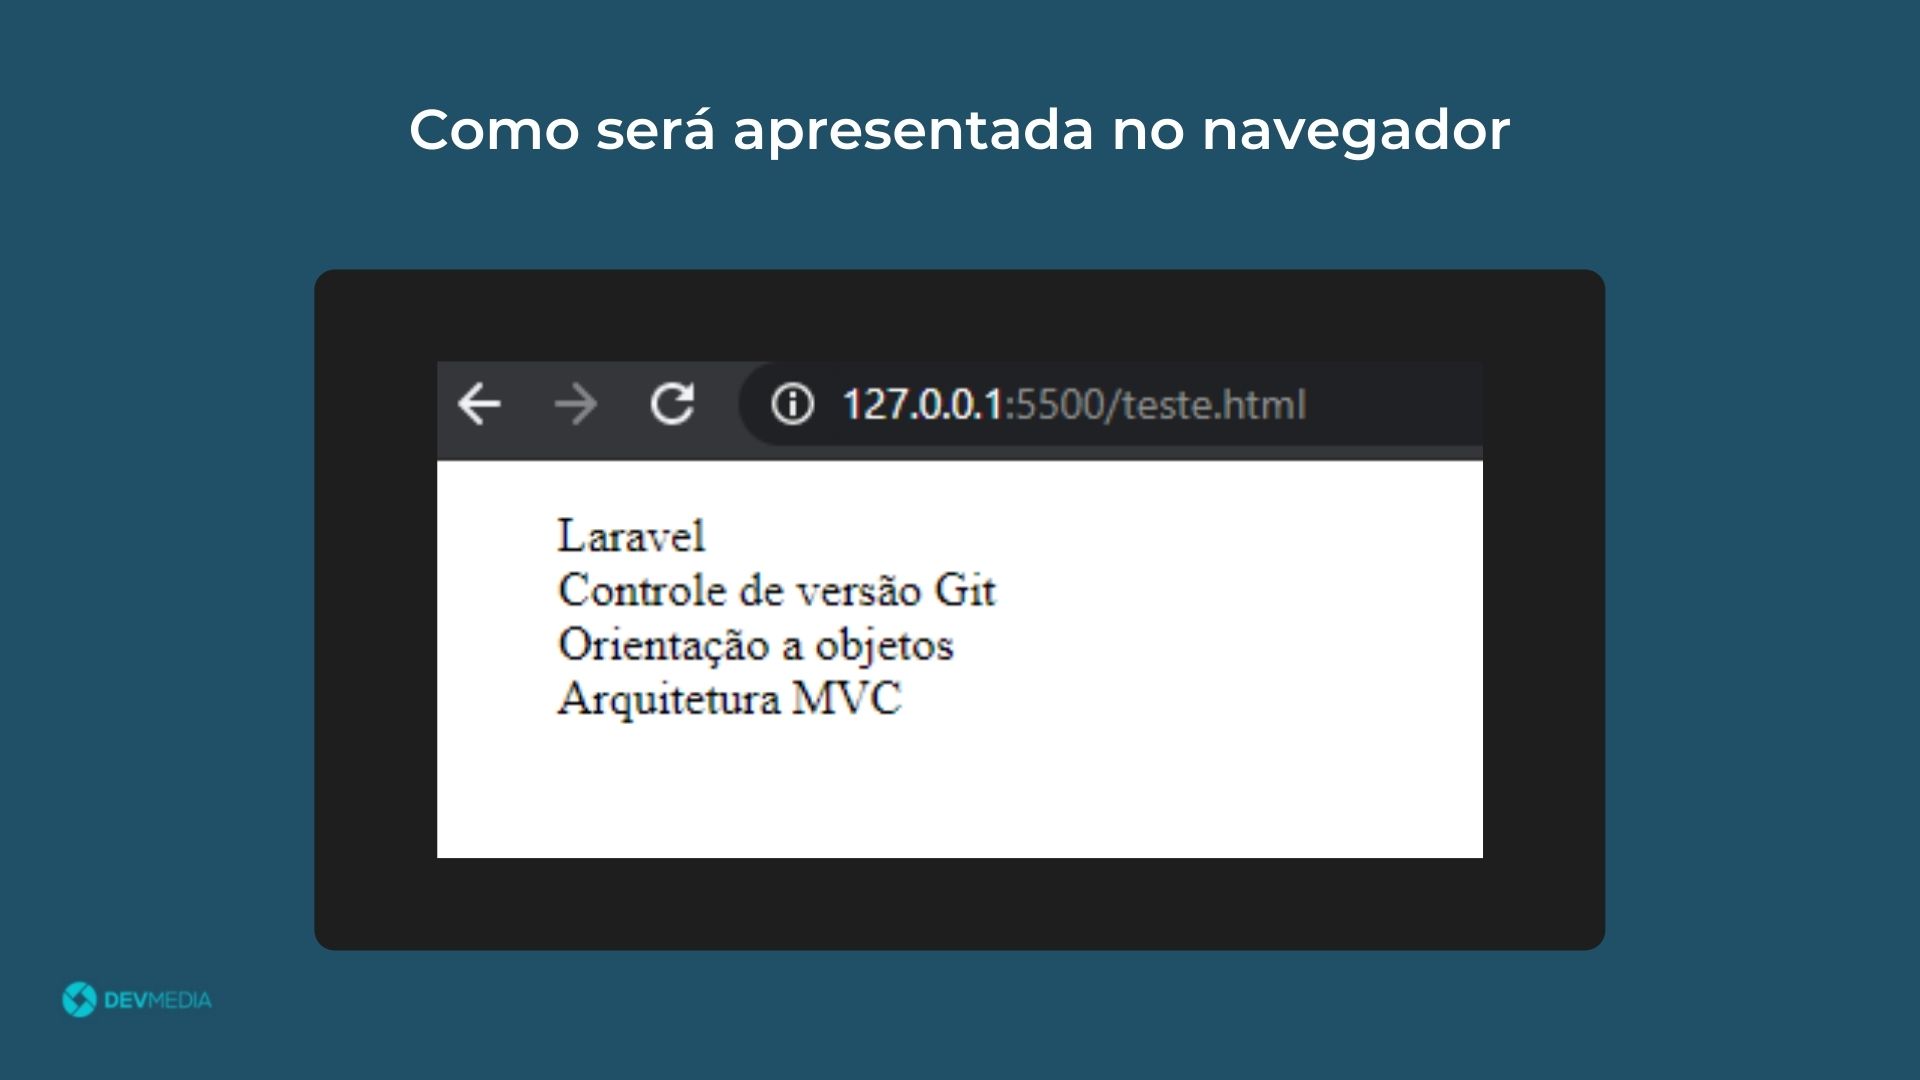 Como será apresentada no navegador
127.0.0.1:5500/teste.html
Laravel
Controle de versão Git
Orientação a objetos
Arquitetura MVC
DEVMEDIA